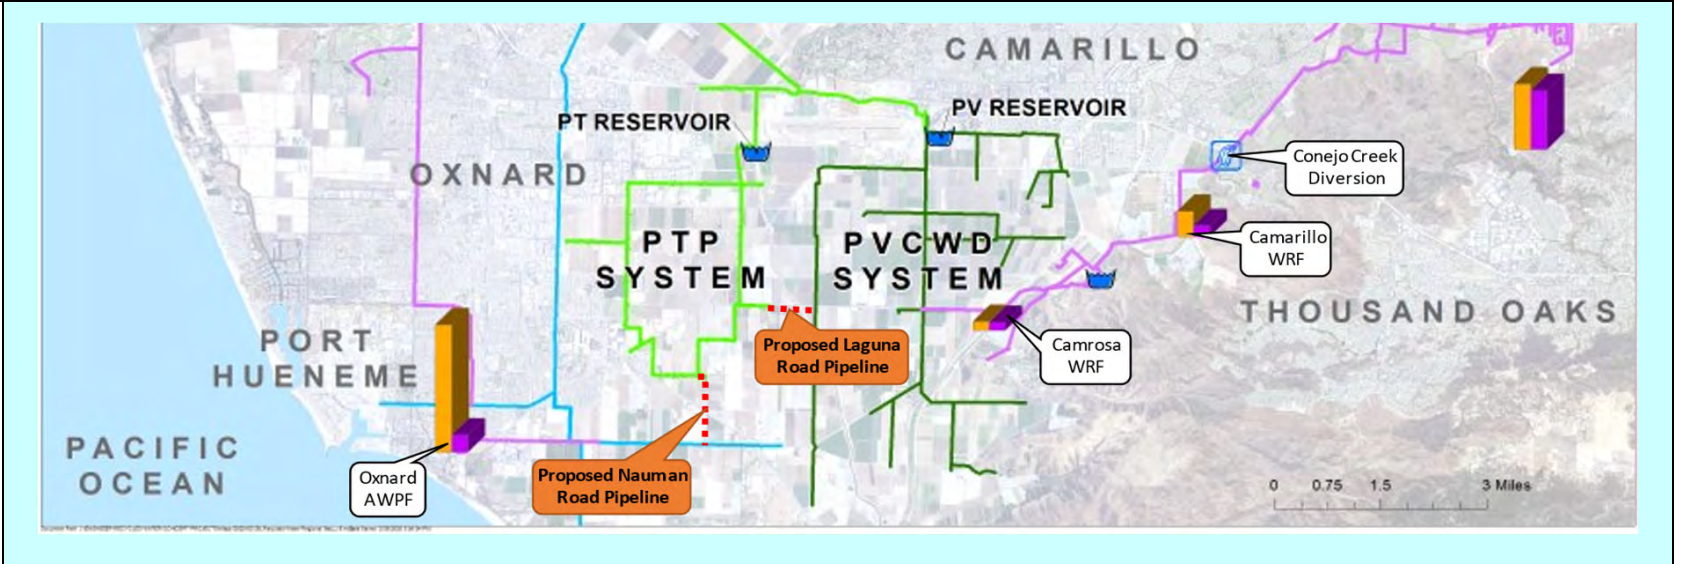 CAMARILLO
PV RESERVOIR
PT RESERVOIR
Conejo Creek
Diversion
OXNARD
Camarillo
WRF
PTP
SYSTEM
PVCWD
SYSTEM
THOUSAND OAKS
PORT
HUENEME
Proposed Laguna
Road Pipeline
Camrosa
WRF
PACIFIC
OCEAN
Oxnard
AWPF
Proposed Nauman
Road Pipeline
0 0.75 1.5 3 Miles